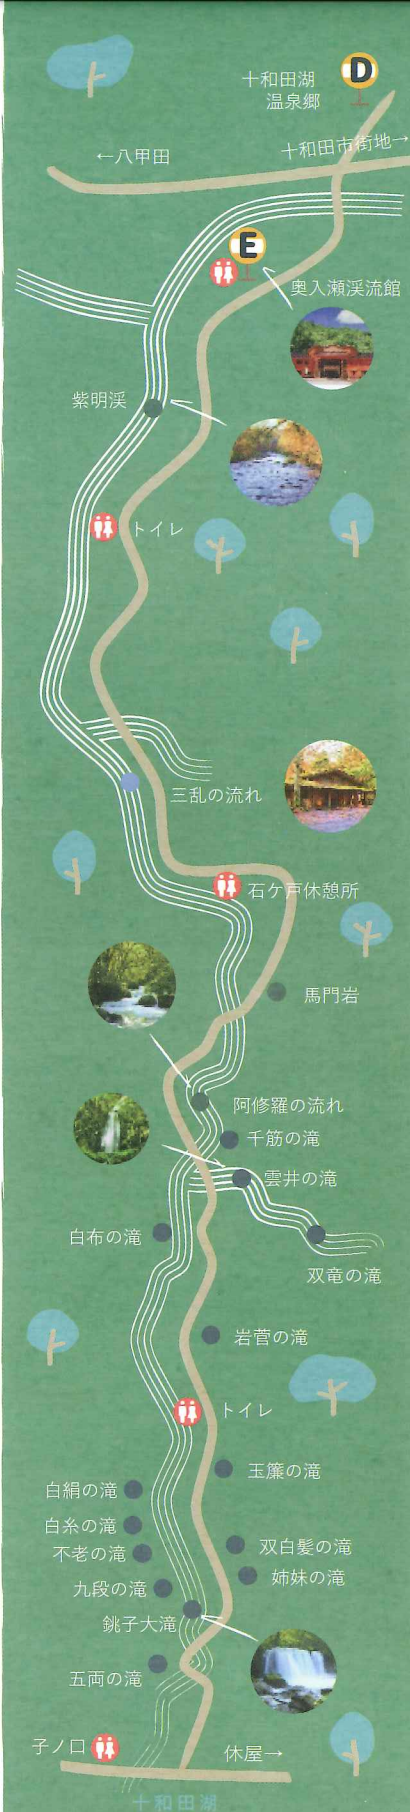 D
十和田湖
温泉郷
十和田市街地→
←八甲田
E
奥入瀬渓流館
紫明渓
トイレ
三乱の流れ
石ケ戸休憩所
馬門岩
阿修羅の流れ
千筋の滝
雲井の滝
白布の滝
双竜の滝
岩菅の滝
トイレ
玉簾の滝
白絹の滝
白糸の滝
双白髪の滝
不老の滝
姉妹の滝
九段の滝
銚子大滝
五両の滝
子ノ口
休屋→
十和田湖